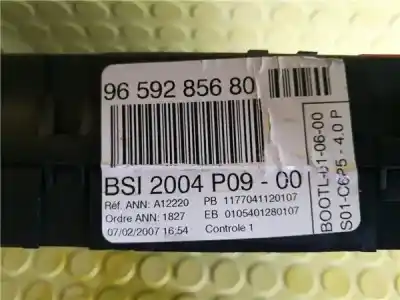 96 592 856 80
BSI 2004 P09 - 00
Réf. ANN: A12220 PB 1177041120107
Ordre ANN: 1827 EB 0105401280107
07/02/2007 16:54 Controle 1
BOOTL-01-06-00
S01-C6P5 - 4.0 P